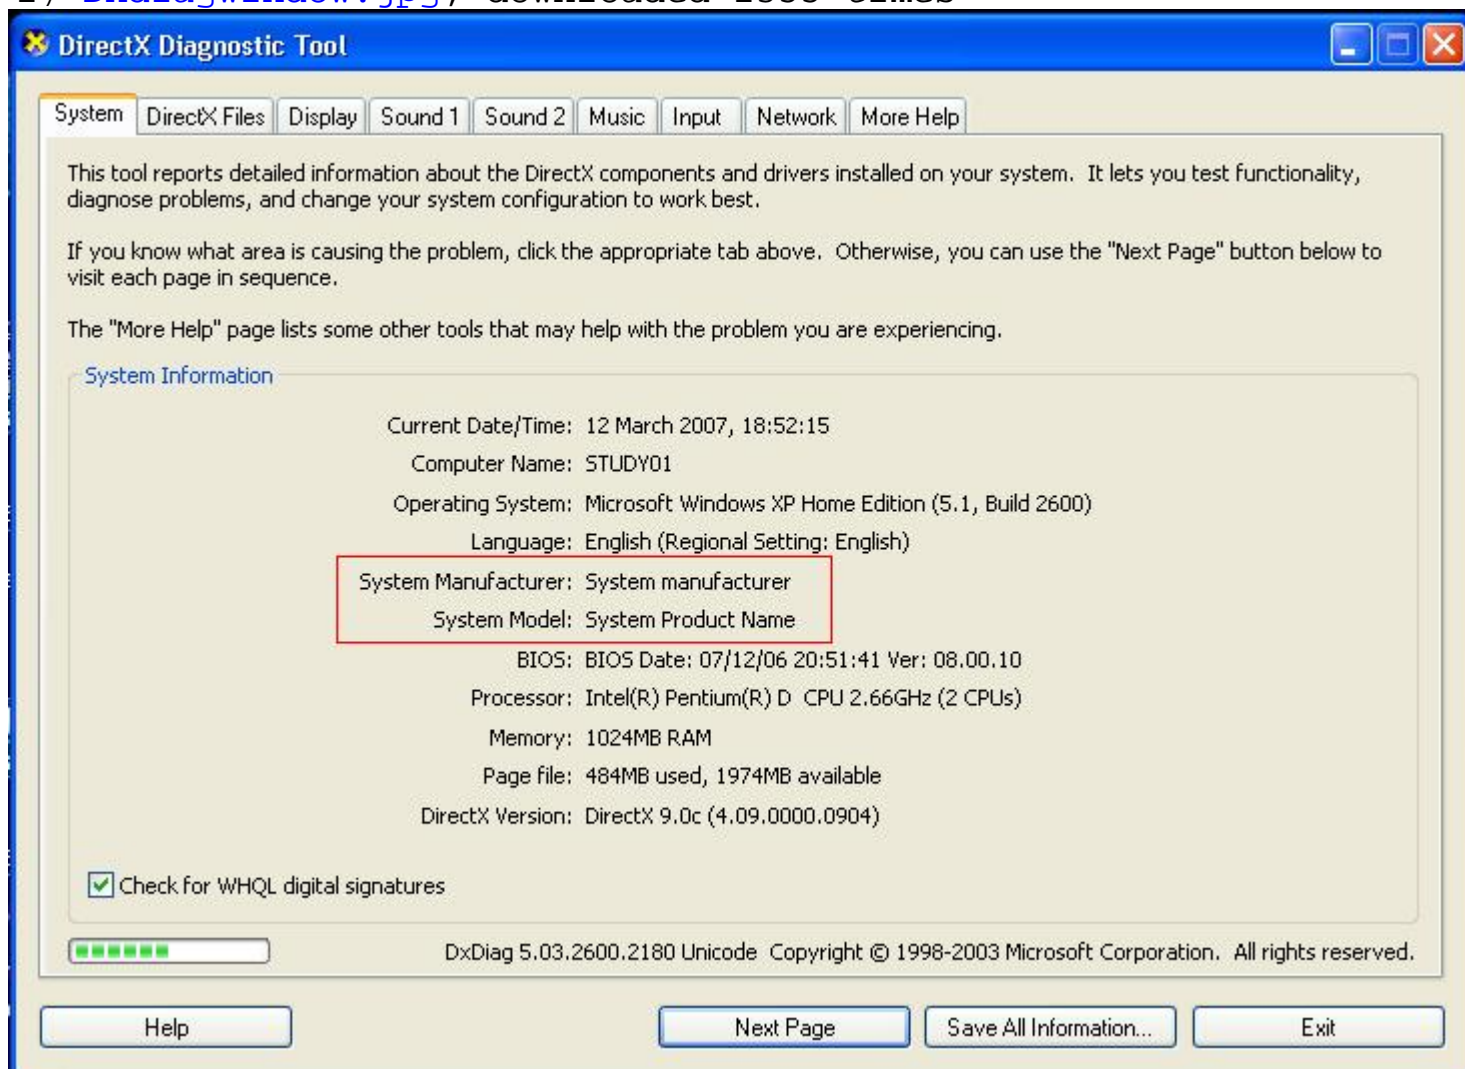 DirectX Diagnostic Tool
System DirectX Files Display Sound 1 Sound 2 Music Input Network More Help
This tool reports detailed information about the DirectX components and drivers installed on your system. It lets you test functionality,
diagnose problems, and change your system configuration to work best.
If you know what area is causing the problem, click the appropriate tab above. Otherwise, you can use the "Next Page" button below to
visit each page in sequence.
The "More Help" page lists some other tools that may help with the problem you are experiencing.
System Information
Current Date/Time: 12 March 2007, 18:52:15
Computer Name: STUDY01
Operating System: Microsoft Windows XP Home Edition (5.1, Build 2600)
Language: English (Regional Setting: English)
System Manufacturer: System manufacturer
System Model: System Product Name
BIOS: BIOS Date: 07/12/06 20:51:41 Ver: 08.00.10
Processor: Intel(R) Pentium(R) D CPU 2.66GHz (2 CPUs)
Memory: 1024MB RAM
Page file: 484MB used, 1974MB available
DirectX Version: DirectX 9.0c (4.09.0000.0904)
Check for WHQL digital signatures
DxDiag 5.03.2600.2180 Unicode Copyright © 1998-2003 Microsoft Corporation. All rights reserved.
Help Next Page Save All Information... Exit